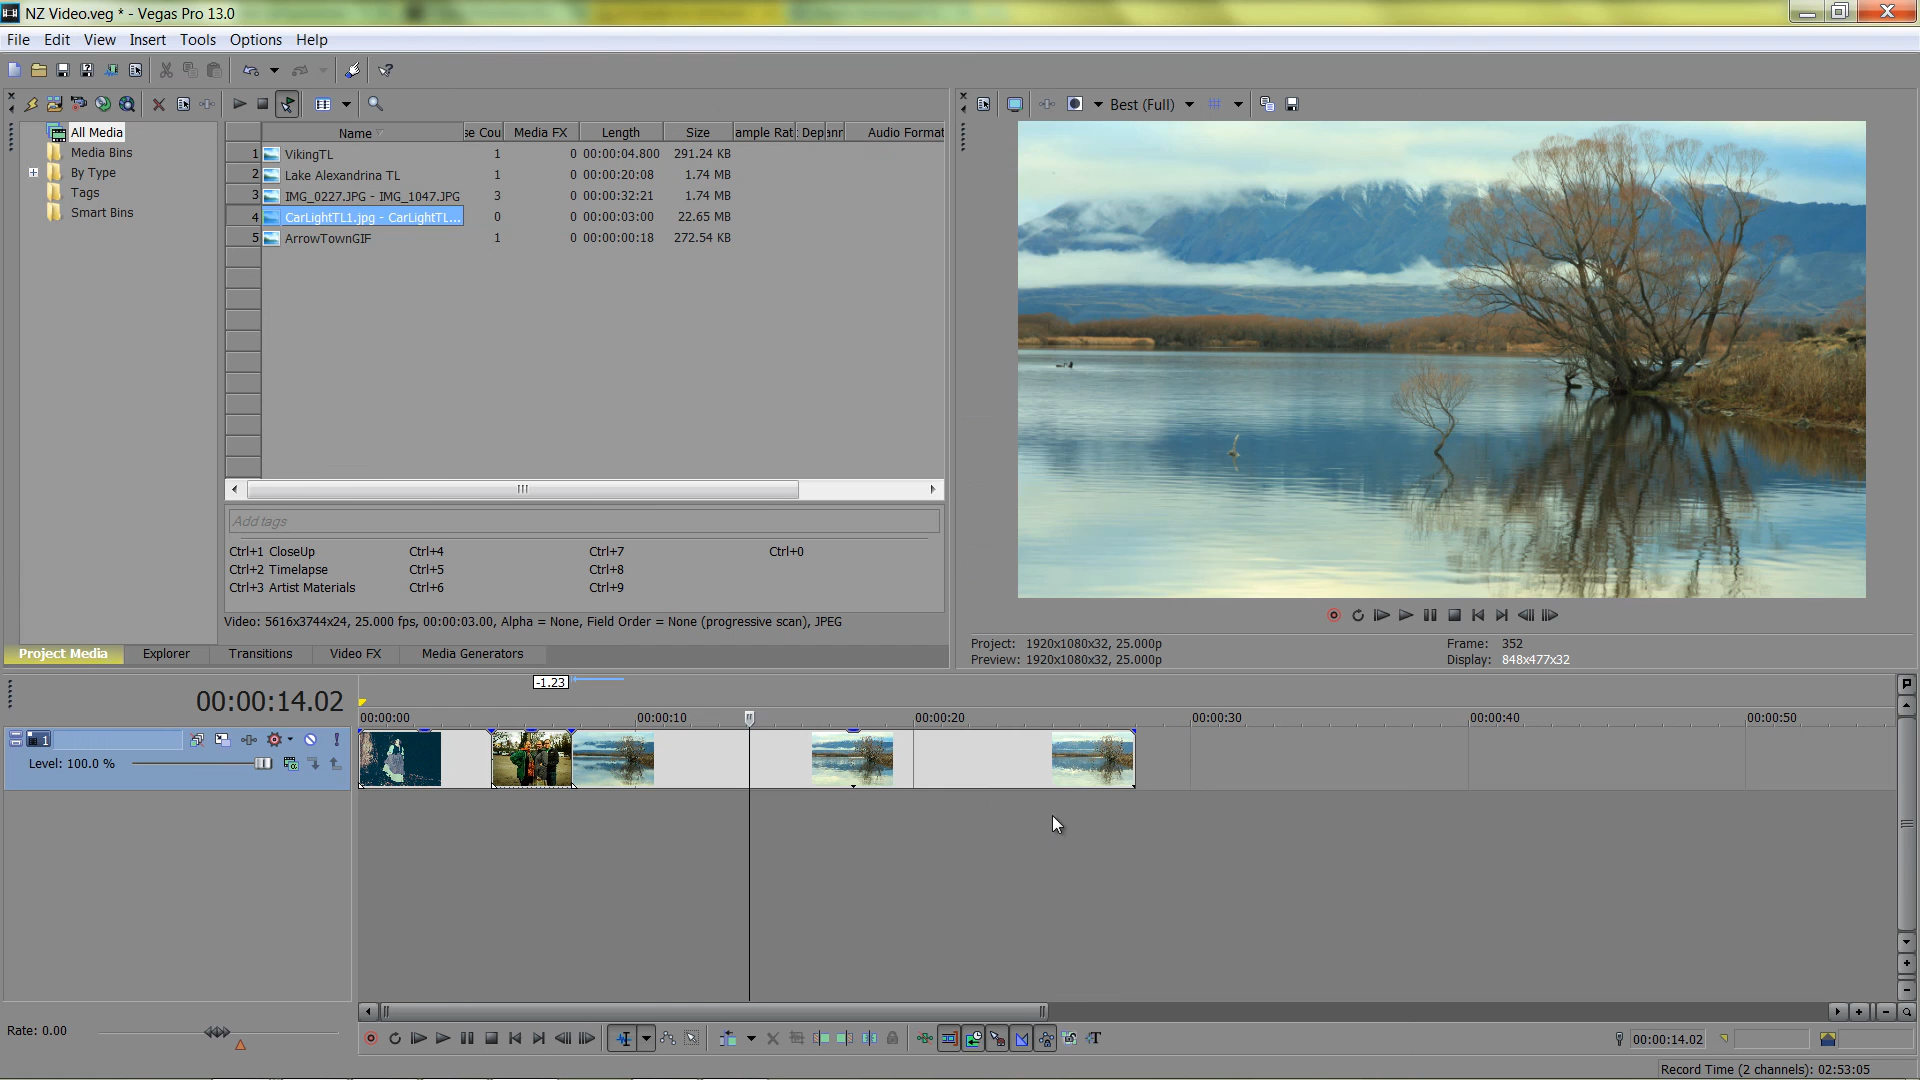 NZ Video.veg * - Vegas Pro 13.0
File Edit View Insert Tools Options Help
Best (Full)
Name se Cou Media FX Length Size ample Rat : Dep anr Audio Format
All Media
Media Bins
By Type
Tags
Smart Bins
1 VikingTL 1 0 00:00:04.800 291.24 KB
2 Lake Alexandrina TL 1 0 00:00:20:08 1.74 MB
3 IMG_0227.JPG - IMG_1047.JPG 3 0 00:00:32:21 1.74 MB
4 CarLightTL1.jpg - CarLightTL... 0 0 00:00:03:00 22.65 MB
5 ArrowTownGIF 1 0 00:00:00:18 272.54 KB
Add tags
Ctrl+1 CloseUp Ctrl+4 Ctrl+7 Ctrl+0
Ctrl+2 Timelapse Ctrl+5 Ctrl+8
Ctrl+3 Artist Materials Ctrl+6 Ctrl+9
Video: 5616x3744x24, 25.000 fps, 00:00:03.00, Alpha = None, Field Order = None (progressive scan), JPEG
Project Media Explorer Transitions Video FX Media Generators
Project: 1920x1080x32, 25.000p Frame: 352
Preview: 1920x1080x32, 25.000p Display: 848x477x32
00:00:14.02
-1.23
00:00:00 00:00:10 00:00:20 00:00:30 00:00:40 00:00:50
1
Level: 100.0 %
Rate: 0.00
00:00:14.02
Record Time (2 channels): 02:53:05